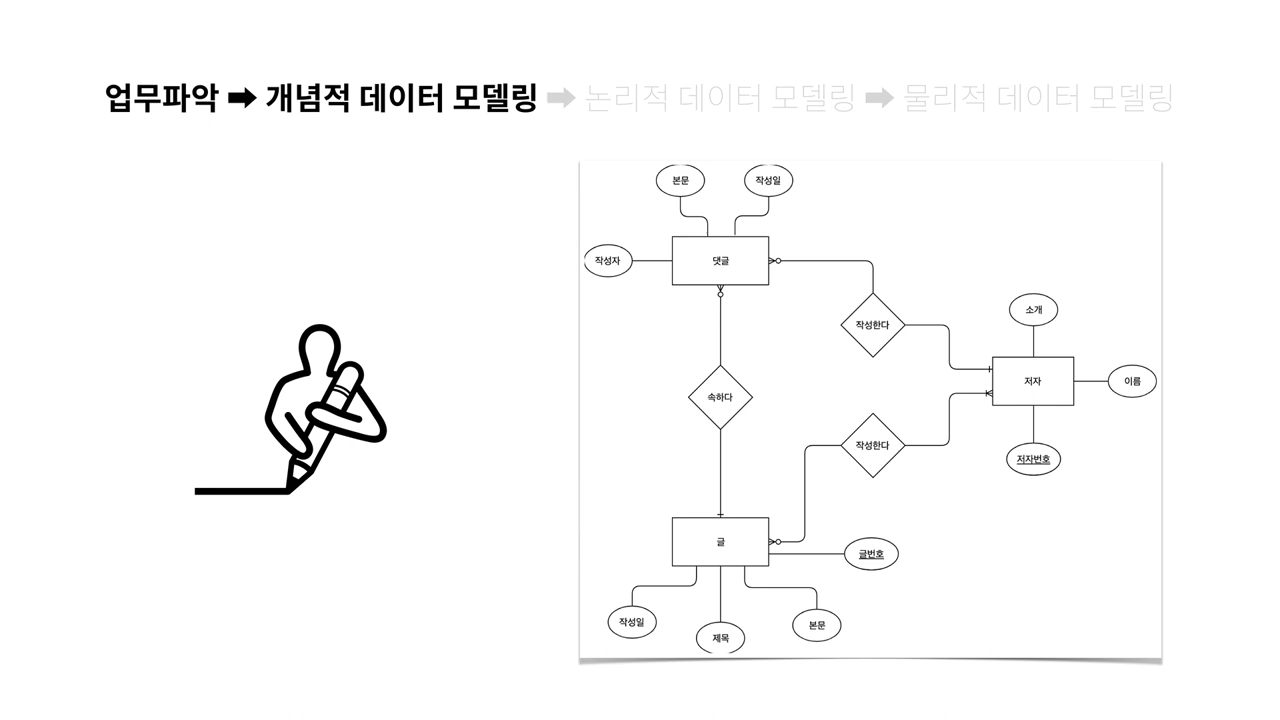 업무파악 ➡ 개념적 데이터 모델링 ➡ 논리적 데이터 모델링 ➡ 물리적 데이터 모델링
본문
작성일
작성자
댓글
작성한다
소개
저자
이름
속하다
작성한다
저자번호
글
글번호
작성일
제목
본문